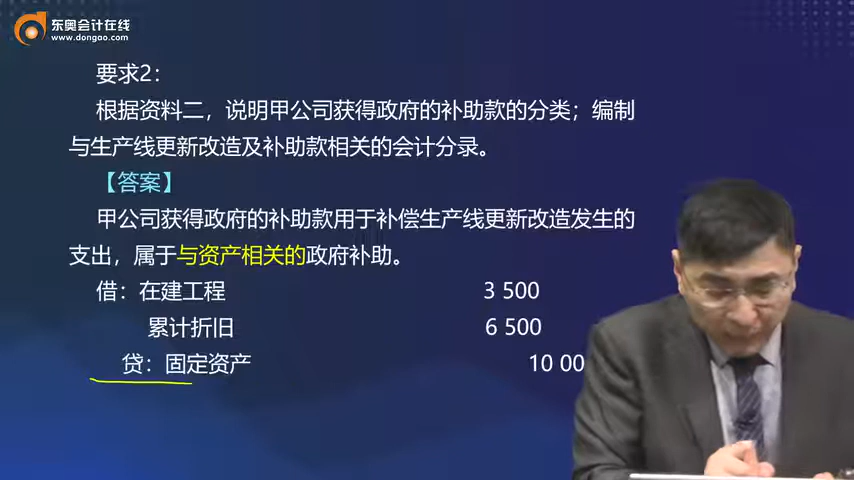 东奥会计在线
www.dongao.com
要求2：
根据资料二，说明甲公司获得政府的补助款的分类；编制
与生产线更新改造及补助款相关的会计分录。
【答案】
甲公司获得政府的补助款用于补偿生产线更新改造发生的
支出，属于与资产相关的政府补助。
借：在建工程 3 500
累计折旧 6 500
贷：固定资产 10 00